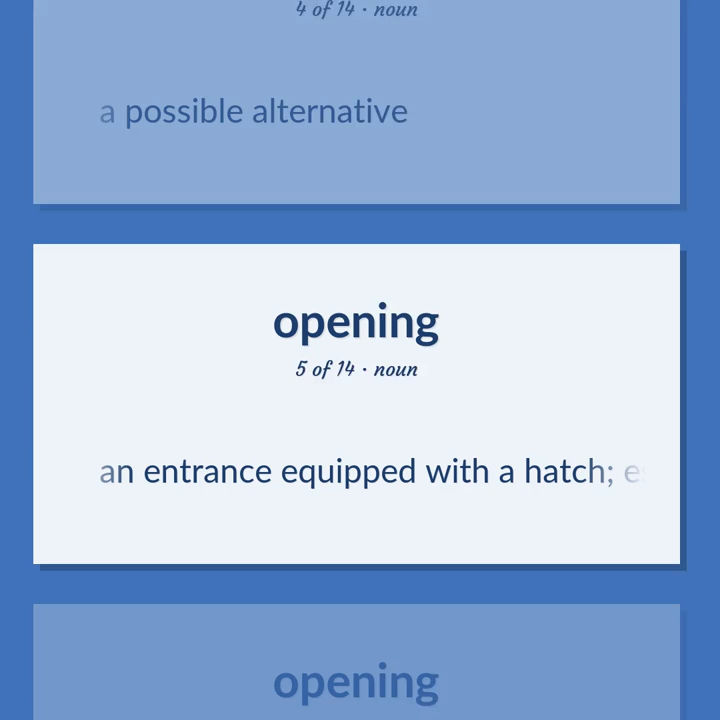 4 of 14 · noun
a possible alternative
opening
5 of 14 · noun
an entrance equipped with a hatch;
opening